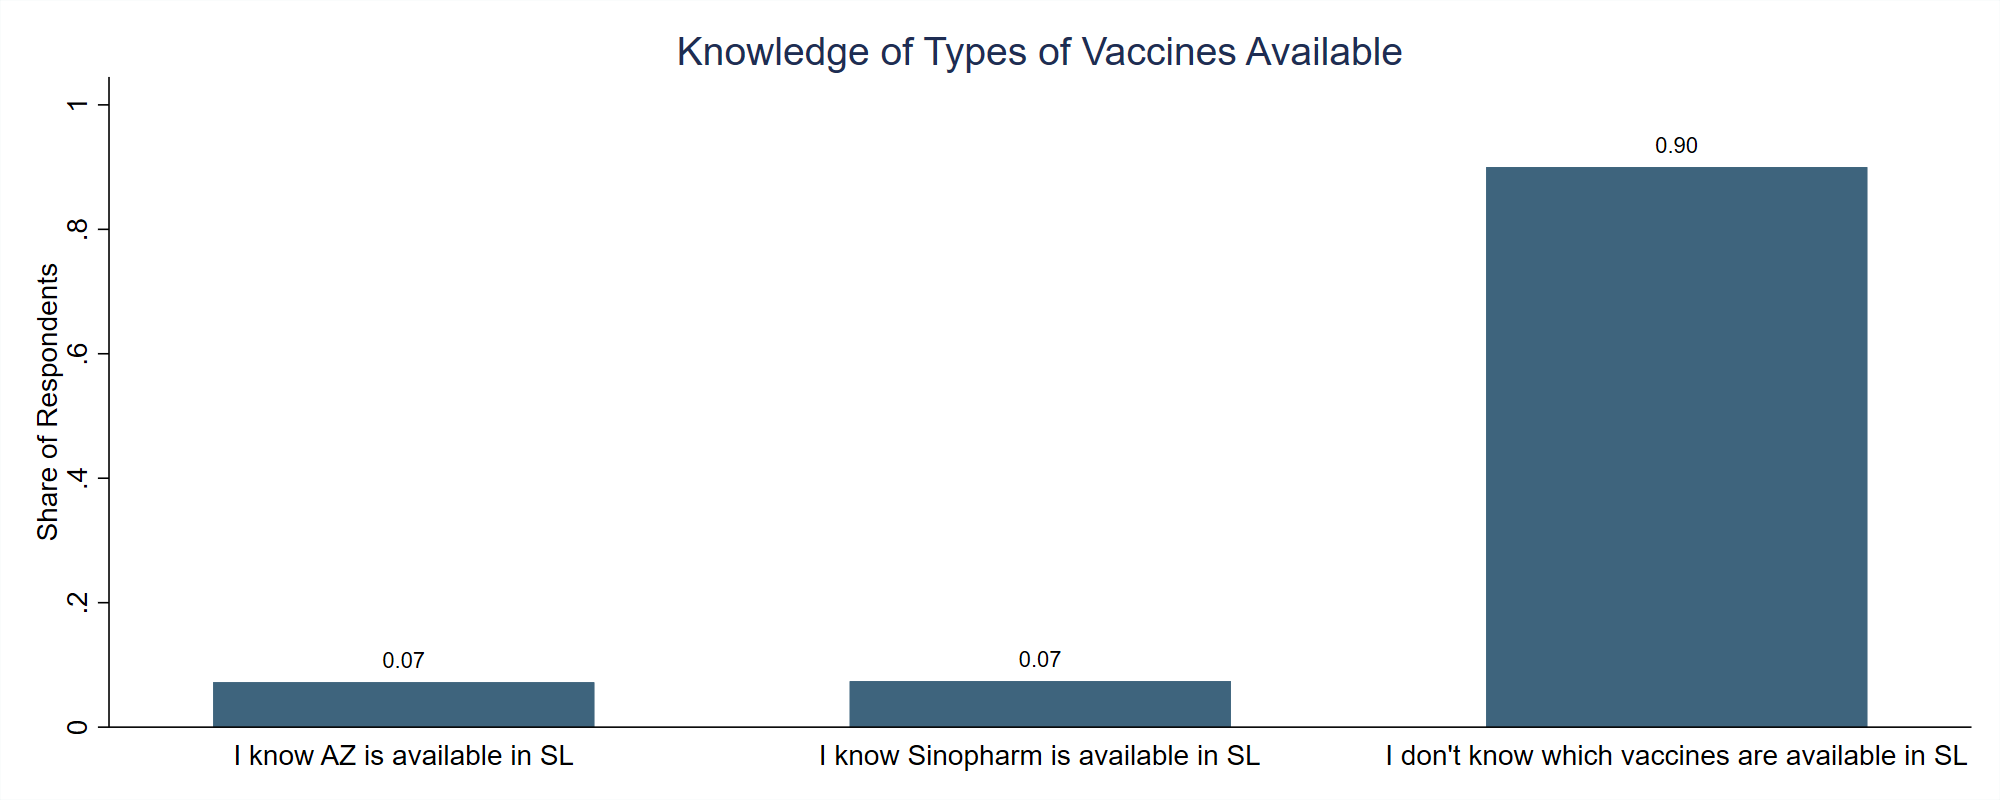 Knowledge of Types of Vaccines Available
Share of Respondents
1
.8
.6
.4
.2
0
0.07
0.07
0.90
I know AZ is available in SL
I know Sinopharm is available in SL
I don't know which vaccines are available in SL